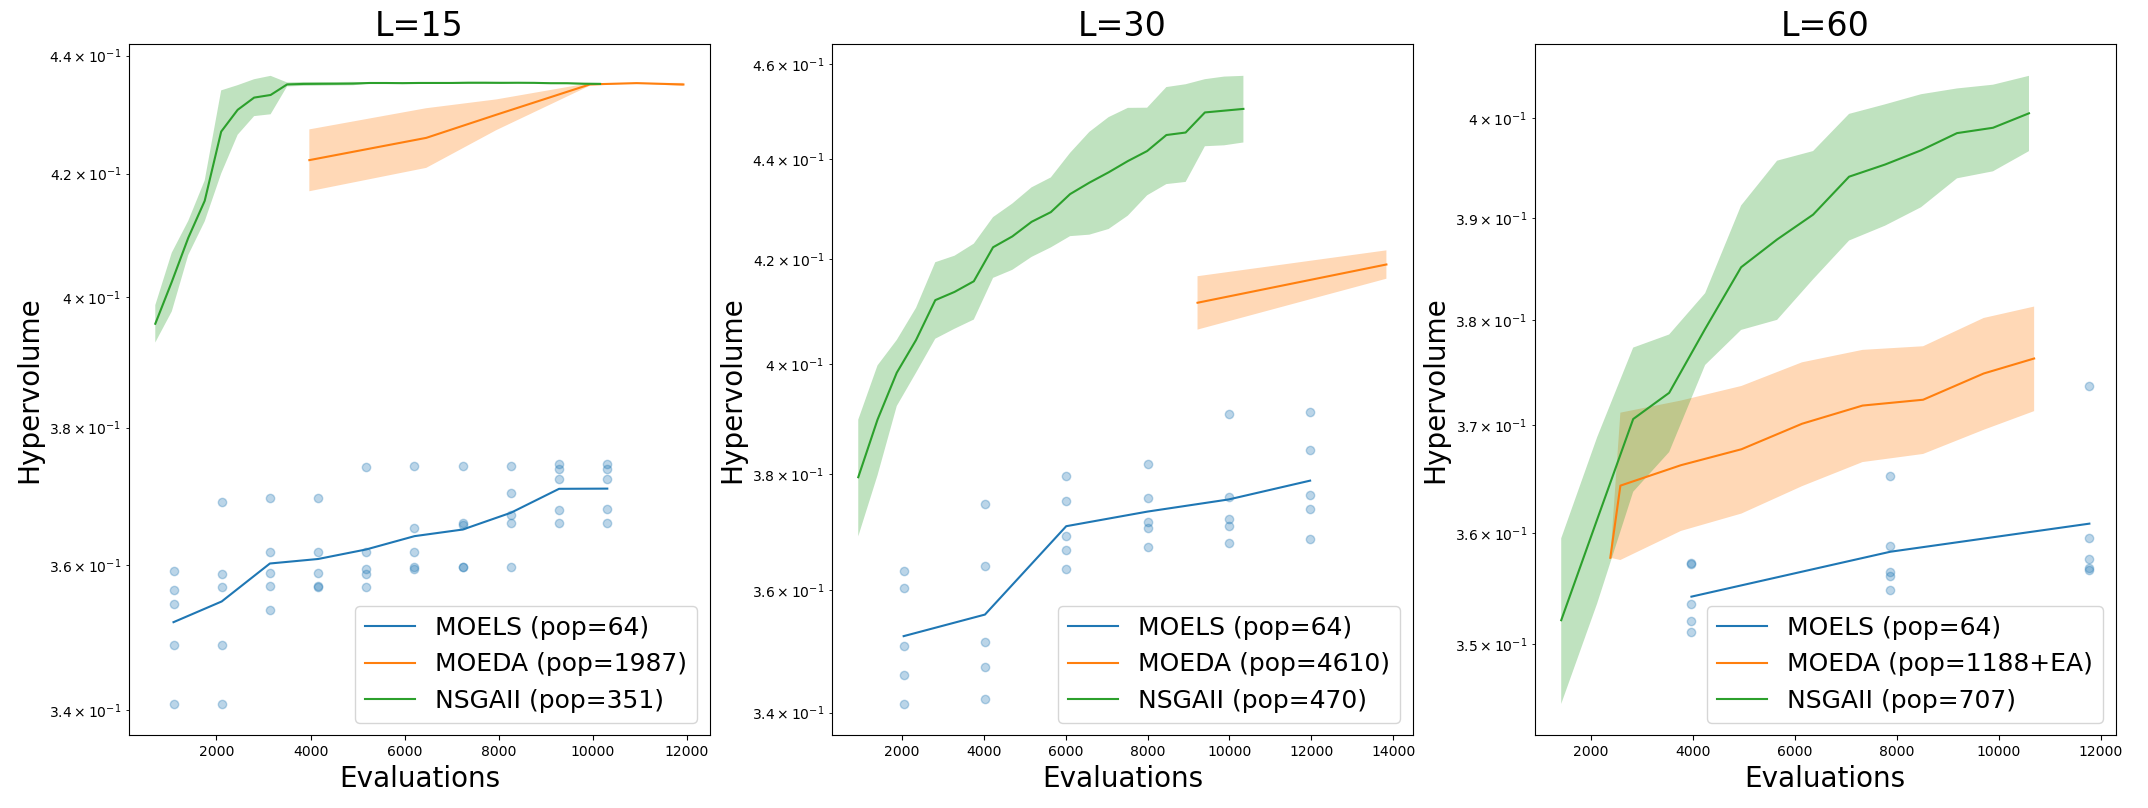 L=15
Hypervolume
4.4 × 10⁻¹
4.2 × 10⁻¹
4 × 10⁻¹
3.8 × 10⁻¹
3.6 × 10⁻¹
3.4 × 10⁻¹
MOELS (pop=64)
MOEDA (pop=1987)
NSGAII (pop=351)
2000 4000 6000 8000 10000 12000
Evaluations
L=30
Hypervolume
4.6 × 10⁻¹
4.4 × 10⁻¹
4.2 × 10⁻¹
4 × 10⁻¹
3.8 × 10⁻¹
3.6 × 10⁻¹
3.4 × 10⁻¹
MOELS (pop=64)
MOEDA (pop=4610)
NSGAII (pop=470)
2000 4000 6000 8000 10000 12000 14000
Evaluations
L=60
Hypervolume
4 × 10⁻¹
3.9 × 10⁻¹
3.8 × 10⁻¹
3.7 × 10⁻¹
3.6 × 10⁻¹
3.5 × 10⁻¹
MOELS (pop=64)
MOEDA (pop=1188+EA)
NSGAII (pop=707)
2000 4000 6000 8000 10000 12000
Evaluations